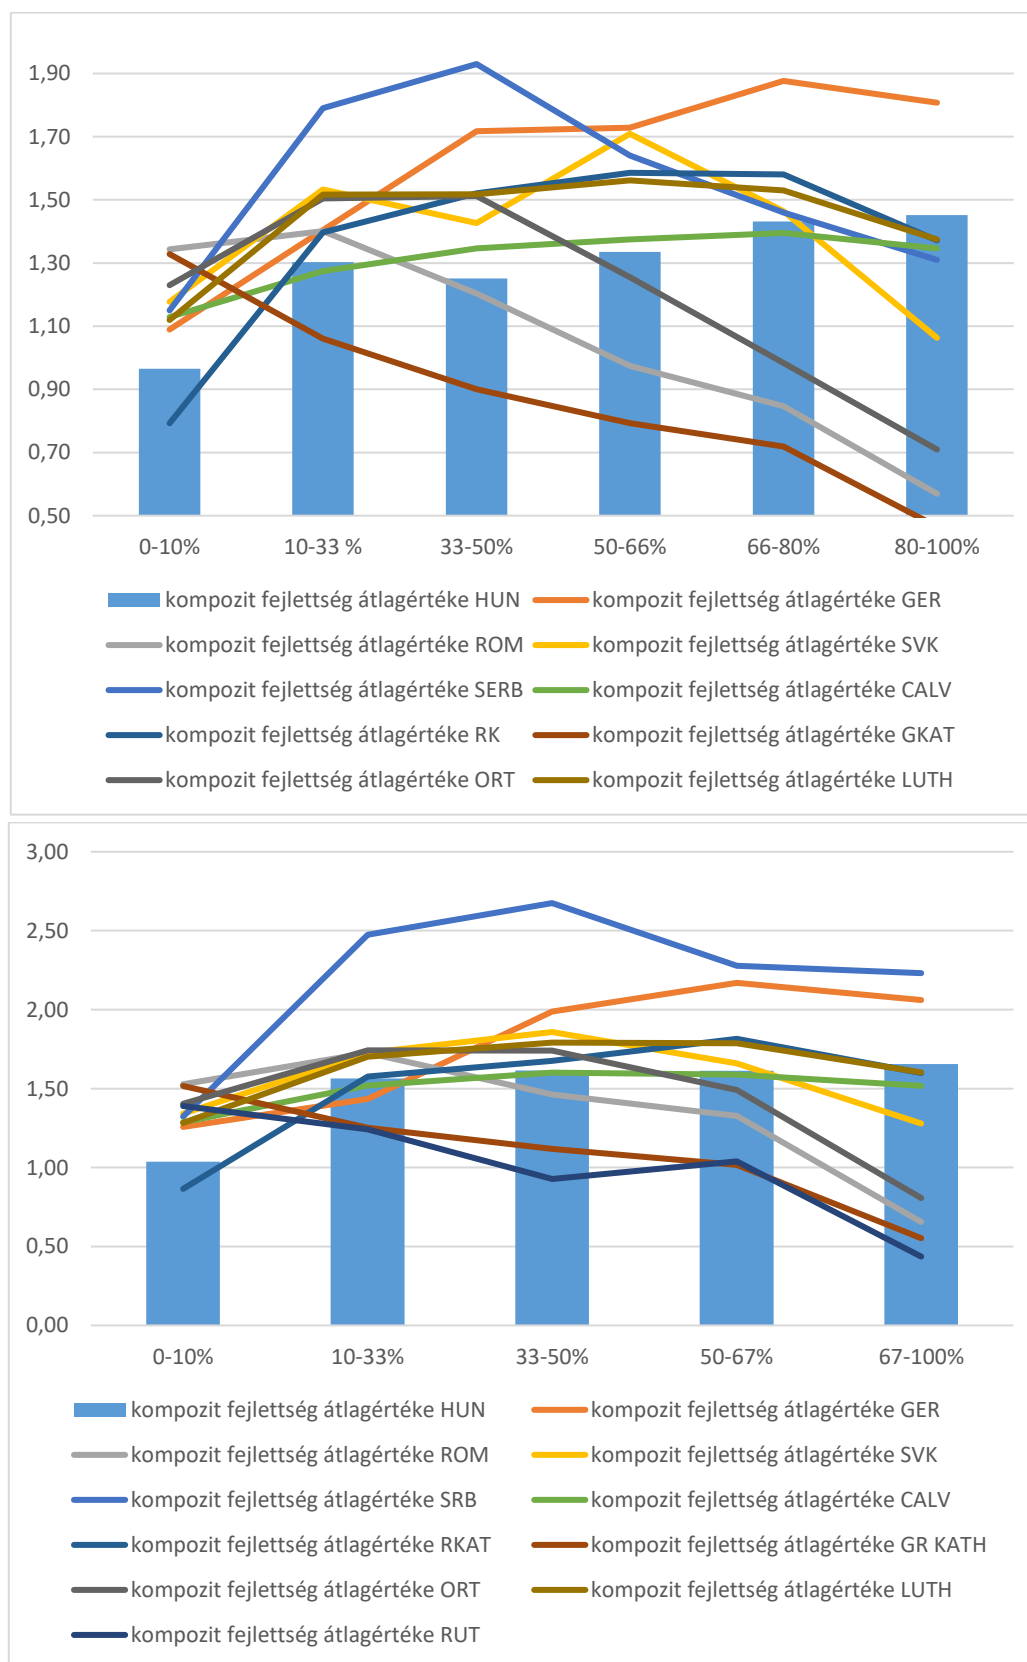 1,90
1,70
1,50
1,30
1,10
0,90
0,70
0,50
0-10% 10-33 % 33-50% 50-66% 66-80% 80-100%
kompozit fejlettség átlagértéke HUN kompozit fejlettség átlagértéke GER
kompozit fejlettség átlagértéke ROM kompozit fejlettség átlagértéke SVK
kompozit fejlettség átlagértéke SERB kompozit fejlettség átlagértéke CALV
kompozit fejlettség átlagértéke RK kompozit fejlettség átlagértéke GKAT
kompozit fejlettség átlagértéke ORT kompozit fejlettség átlagértéke LUTH
3,00
2,50
2,00
1,50
1,00
0,50
0,00
0-10% 10-33% 33-50% 50-67% 67-100%
kompozit fejlettség átlagértéke HUN kompozit fejlettség átlagértéke GER
kompozit fejlettség átlagértéke ROM kompozit fejlettség átlagértéke SVK
kompozit fejlettség átlagértéke SRB kompozit fejlettség átlagértéke CALV
kompozit fejlettség átlagértéke RKAT kompozit fejlettség átlagértéke GR KATH
kompozit fejlettség átlagértéke ORT kompozit fejlettség átlagértéke LUTH
kompozit fejlettség átlagértéke RUT